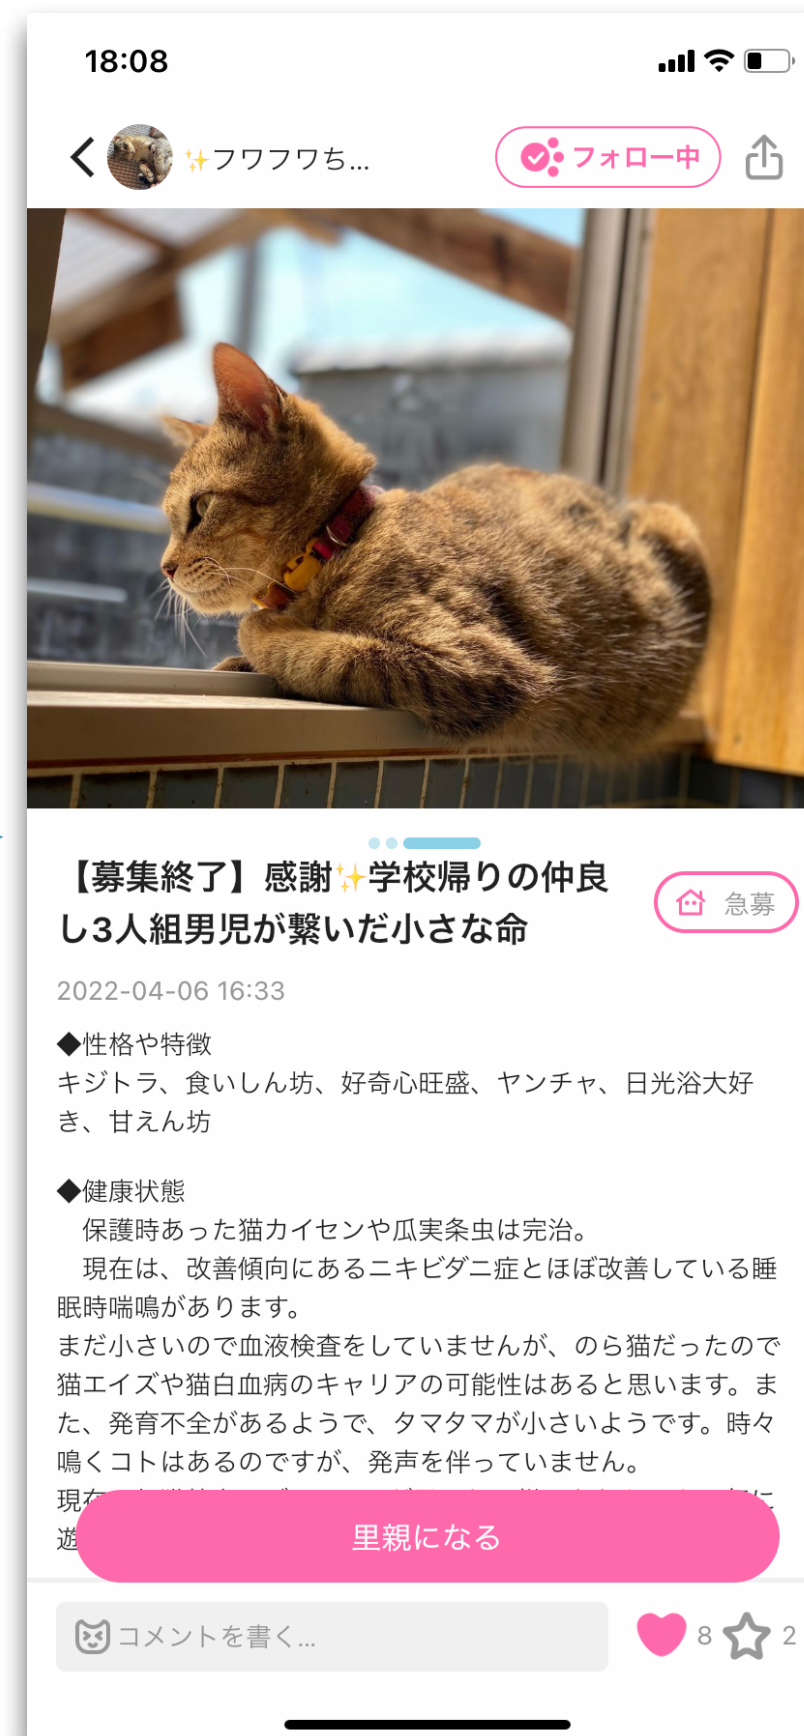 18:08
✨フワフワち...
フォロー中
【募集終了】感謝✨学校帰りの仲良
し3人組男児が繋いだ小さな命
急募
2022-04-06 16:33
◆性格や特徴
キジトラ、食いしん坊、好奇心旺盛、ヤンチャ、日光浴大好
き、甘えん坊
◆健康状態
　保護時あった猫カイセンや瓜実条虫は完治。
　現在は、改善傾向にあるニキビダニ症とほぼ改善している睡
眠時喘鳴があります。
まだ小さいので血液検査をしていませんが、のら猫だったので
猫エイズや猫白血病のキャリアの可能性はあると思います。ま
た、発育不全があるようで、タマタマが小さいようです。時々
鳴くコトはあるのですが、発声を伴っていません。
現在
遊
里親になる
コメントを書く...
8
2